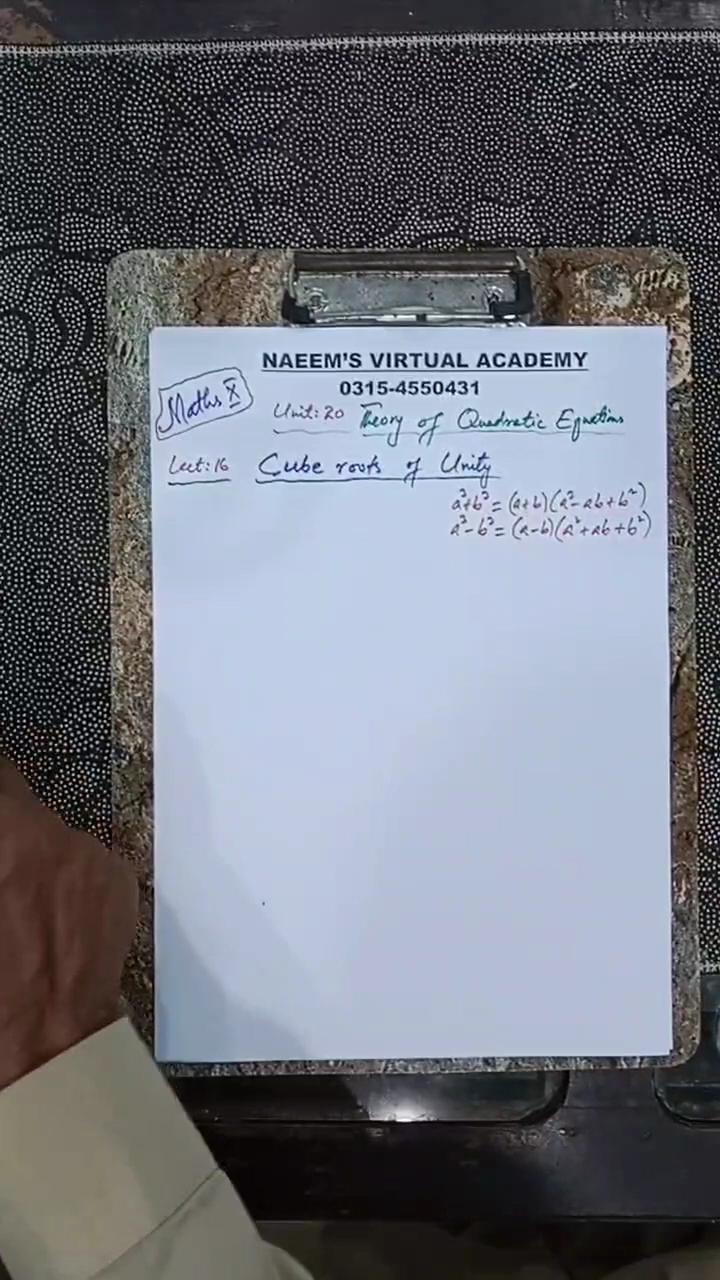 NAEEM'S VIRTUAL ACADEMY
0315-4550431
Maths X
Unit: 20 Theory of Quadratic Equations
Lect: 16 Cube roots of Unity
a³+b³ = (a+b)(a²-ab+b²)
a³-b³ = (a-b)(a²+ab+b²)